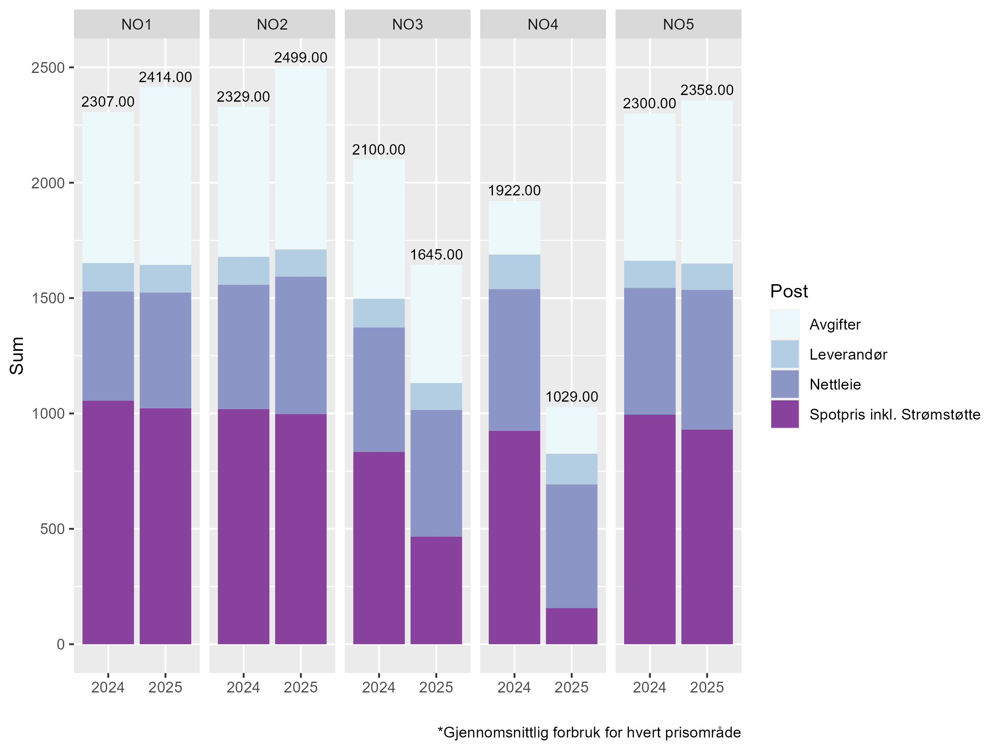 NO1 NO2 NO3 NO4 NO5
2307.00 2414.00 2329.00 2499.00 2100.00 1645.00 1922.00 1029.00 2300.00 2358.00
2500
2000
1500
1000
500
0
Sum
2024 2025 2024 2025 2024 2025 2024 2025 2024 2025
Post
Avgifter
Leverandør
Nettleie
Spotpris inkl. Strømstøtte
*Gjennomsnittlig forbruk for hvert prisområde